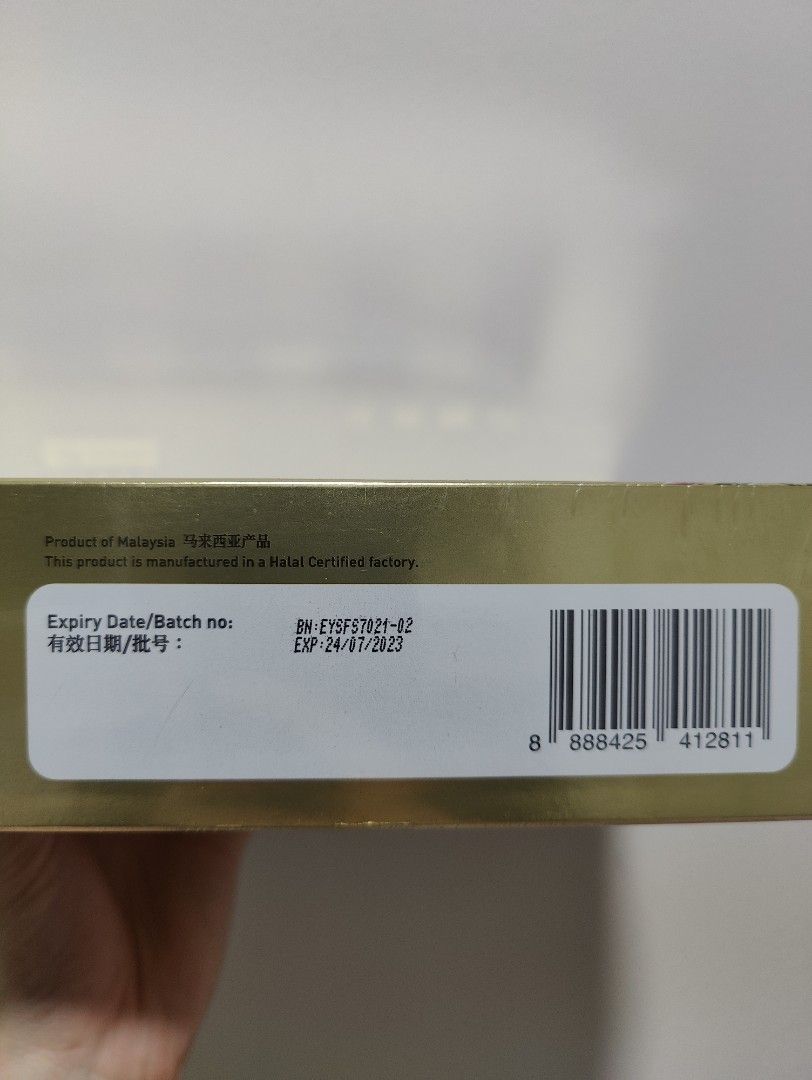 Product of Malaysia 马来西亚产品
This product is manufactured in a Halal Certified factory.
Expiry Date/Batch no:
有效日期/批号：
BN:EYSFS7021-02
EXP:24/07/2023
8 888425 412811